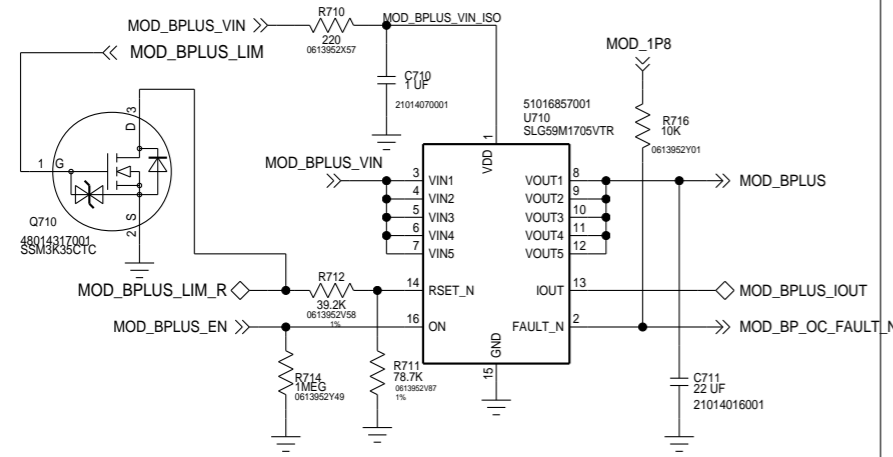 R710
MOD_BPLUS_VIN
MOD_BPLUS_VIN_ISO
220
0613952X57
MOD_BPLUS_LIM
MOD_1P8
C710
1 UF
21014070001
51016857001
U710
SLG59M1705VTR
R716
10K
0613952Y01
3
D
1
G
S
2
Q710
48014317001
SSM3K35CTC
MOD_BPLUS_VIN
1
VDD
3 VIN1 VOUT1 8
MOD_BPLUS
4 VIN2 VOUT2 9
5 VIN3 VOUT3 10
6 VIN4 VOUT4 11
7 VIN5 VOUT5 12
MOD_BPLUS_LIM_R
R712
39.2K
0613952V58
1%
14 RSET_N IOUT 13
MOD_BPLUS_IOUT
MOD_BPLUS_EN
16 ON FAULT_N 2
MOD_BP_OC_FAULT_N
GND
15
R714
1MEG
0613952Y49
R711
78.7K
0613952V87
1%
C711
22 UF
21014016001